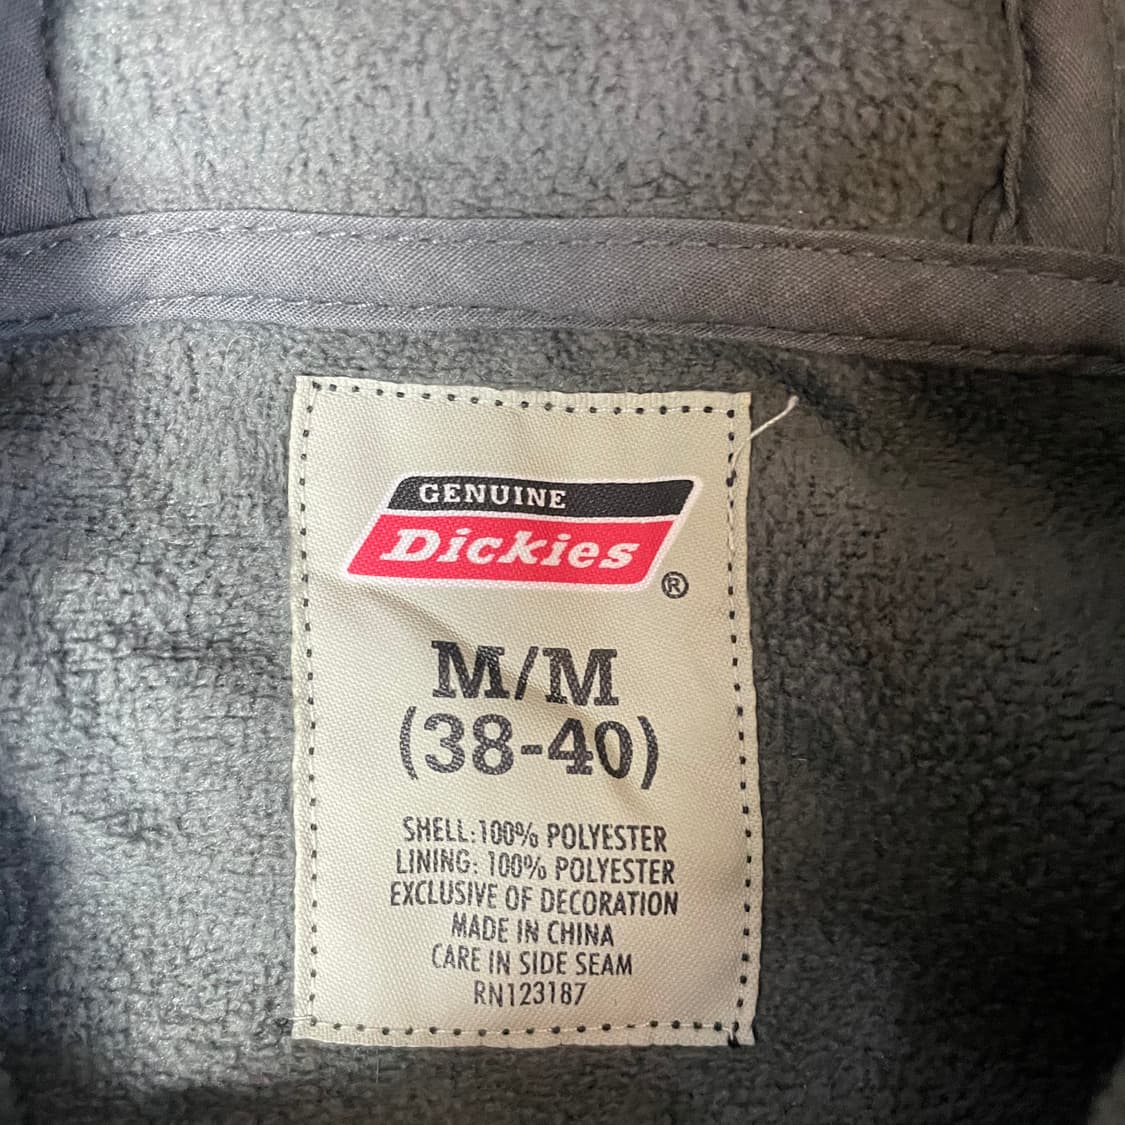 GENUINE
Dickies
®
M/M
(38-40)
SHELL:100% POLYESTER
LINING: 100% POLYESTER
EXCLUSIVE OF DECORATION
MADE IN CHINA
CARE IN SIDE SEAM
RN123187